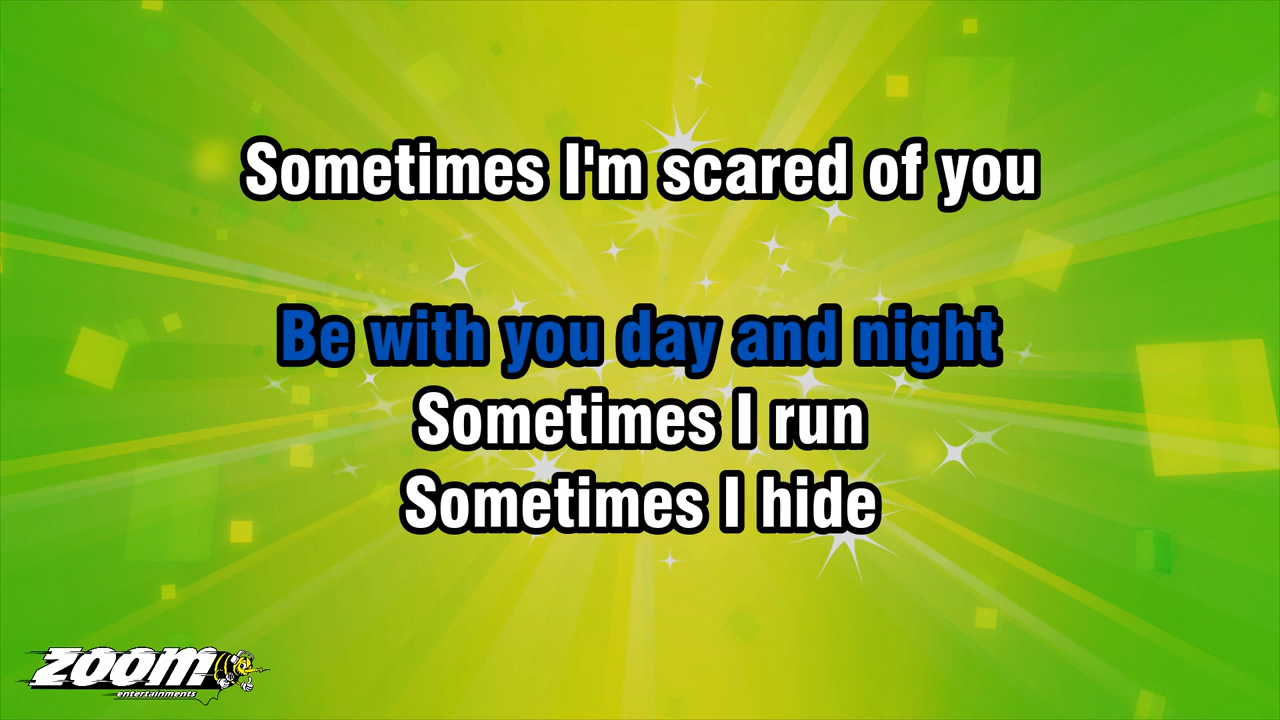 Sometimes I'm scared of you
Be with you day and night
Sometimes I run
Sometimes I hide
zoom
entertainments